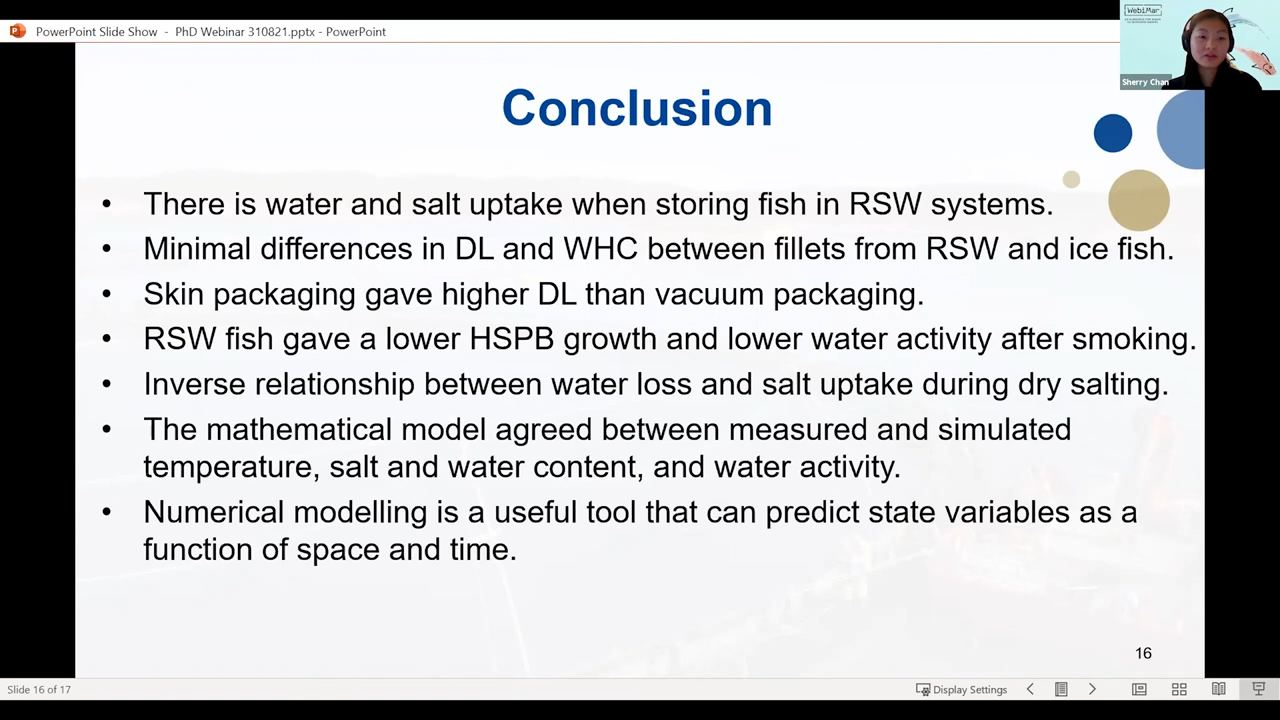 PowerPoint Slide Show - PhD Webinar 310821.pptx - PowerPoint
WebiMar
Sherry Chan
Conclusion
• There is water and salt uptake when storing fish in RSW systems.
• Minimal differences in DL and WHC between fillets from RSW and ice fish.
• Skin packaging gave higher DL than vacuum packaging.
• RSW fish gave a lower HSPB growth and lower water activity after smoking.
• Inverse relationship between water loss and salt uptake during dry salting.
• The mathematical model agreed between measured and simulated
temperature, salt and water content, and water activity.
• Numerical modelling is a useful tool that can predict state variables as a
function of space and time.
16
Slide 16 of 17
Display Settings